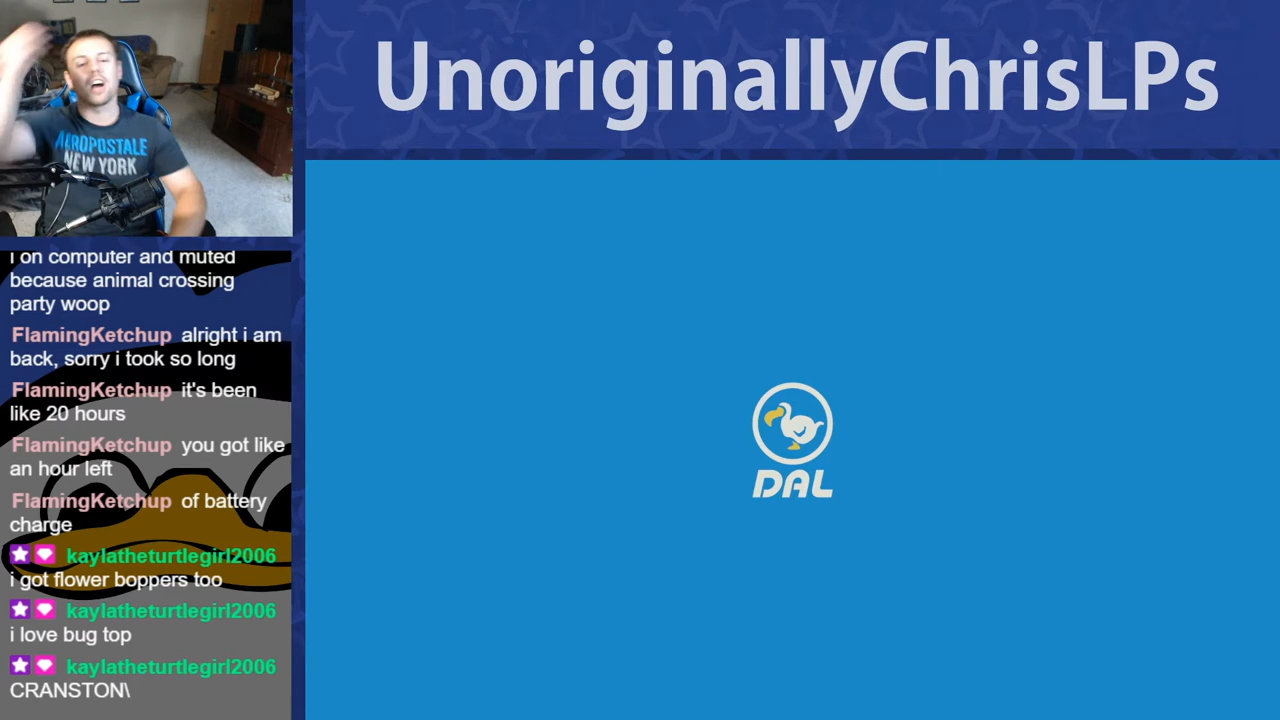 UnoriginallyChrisLPs
AEROPOSTALE
NEW YORK
i on computer and muted
because animal crossing
party woop
FlamingKetchup alright i am
back, sorry i took so long
FlamingKetchup it's been
like 20 hours
FlamingKetchup you got like
an hour left
FlamingKetchup of battery
charge
kaylatheturtlegirl2006
i got flower boppers too
kaylatheturtlegirl2006
i love bug top
kaylatheturtlegirl2006
CRANSTON\
DAL